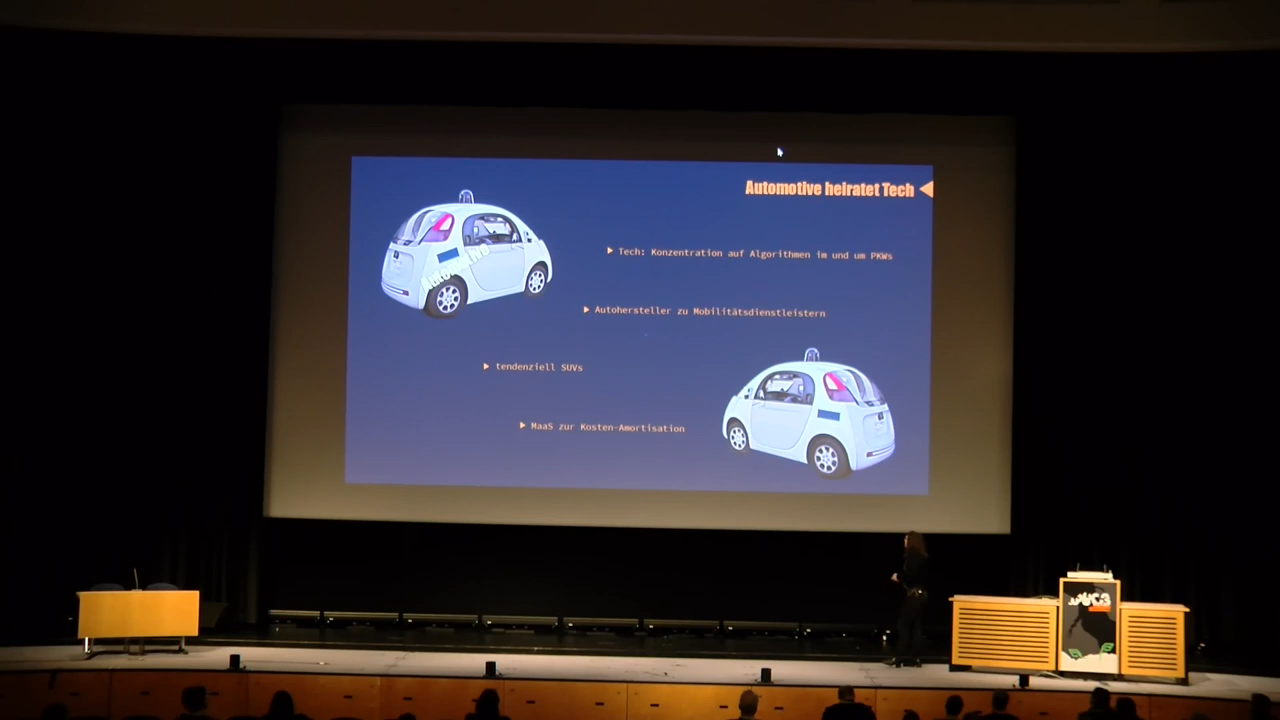 Automotive heiratet Tech
Tech: Konzentration auf Algorithmen im und um PKWs
Autohersteller zu Mobilitätsdienstleistern
tendenziell SUVs
MaaS zur Kosten-Amortisation